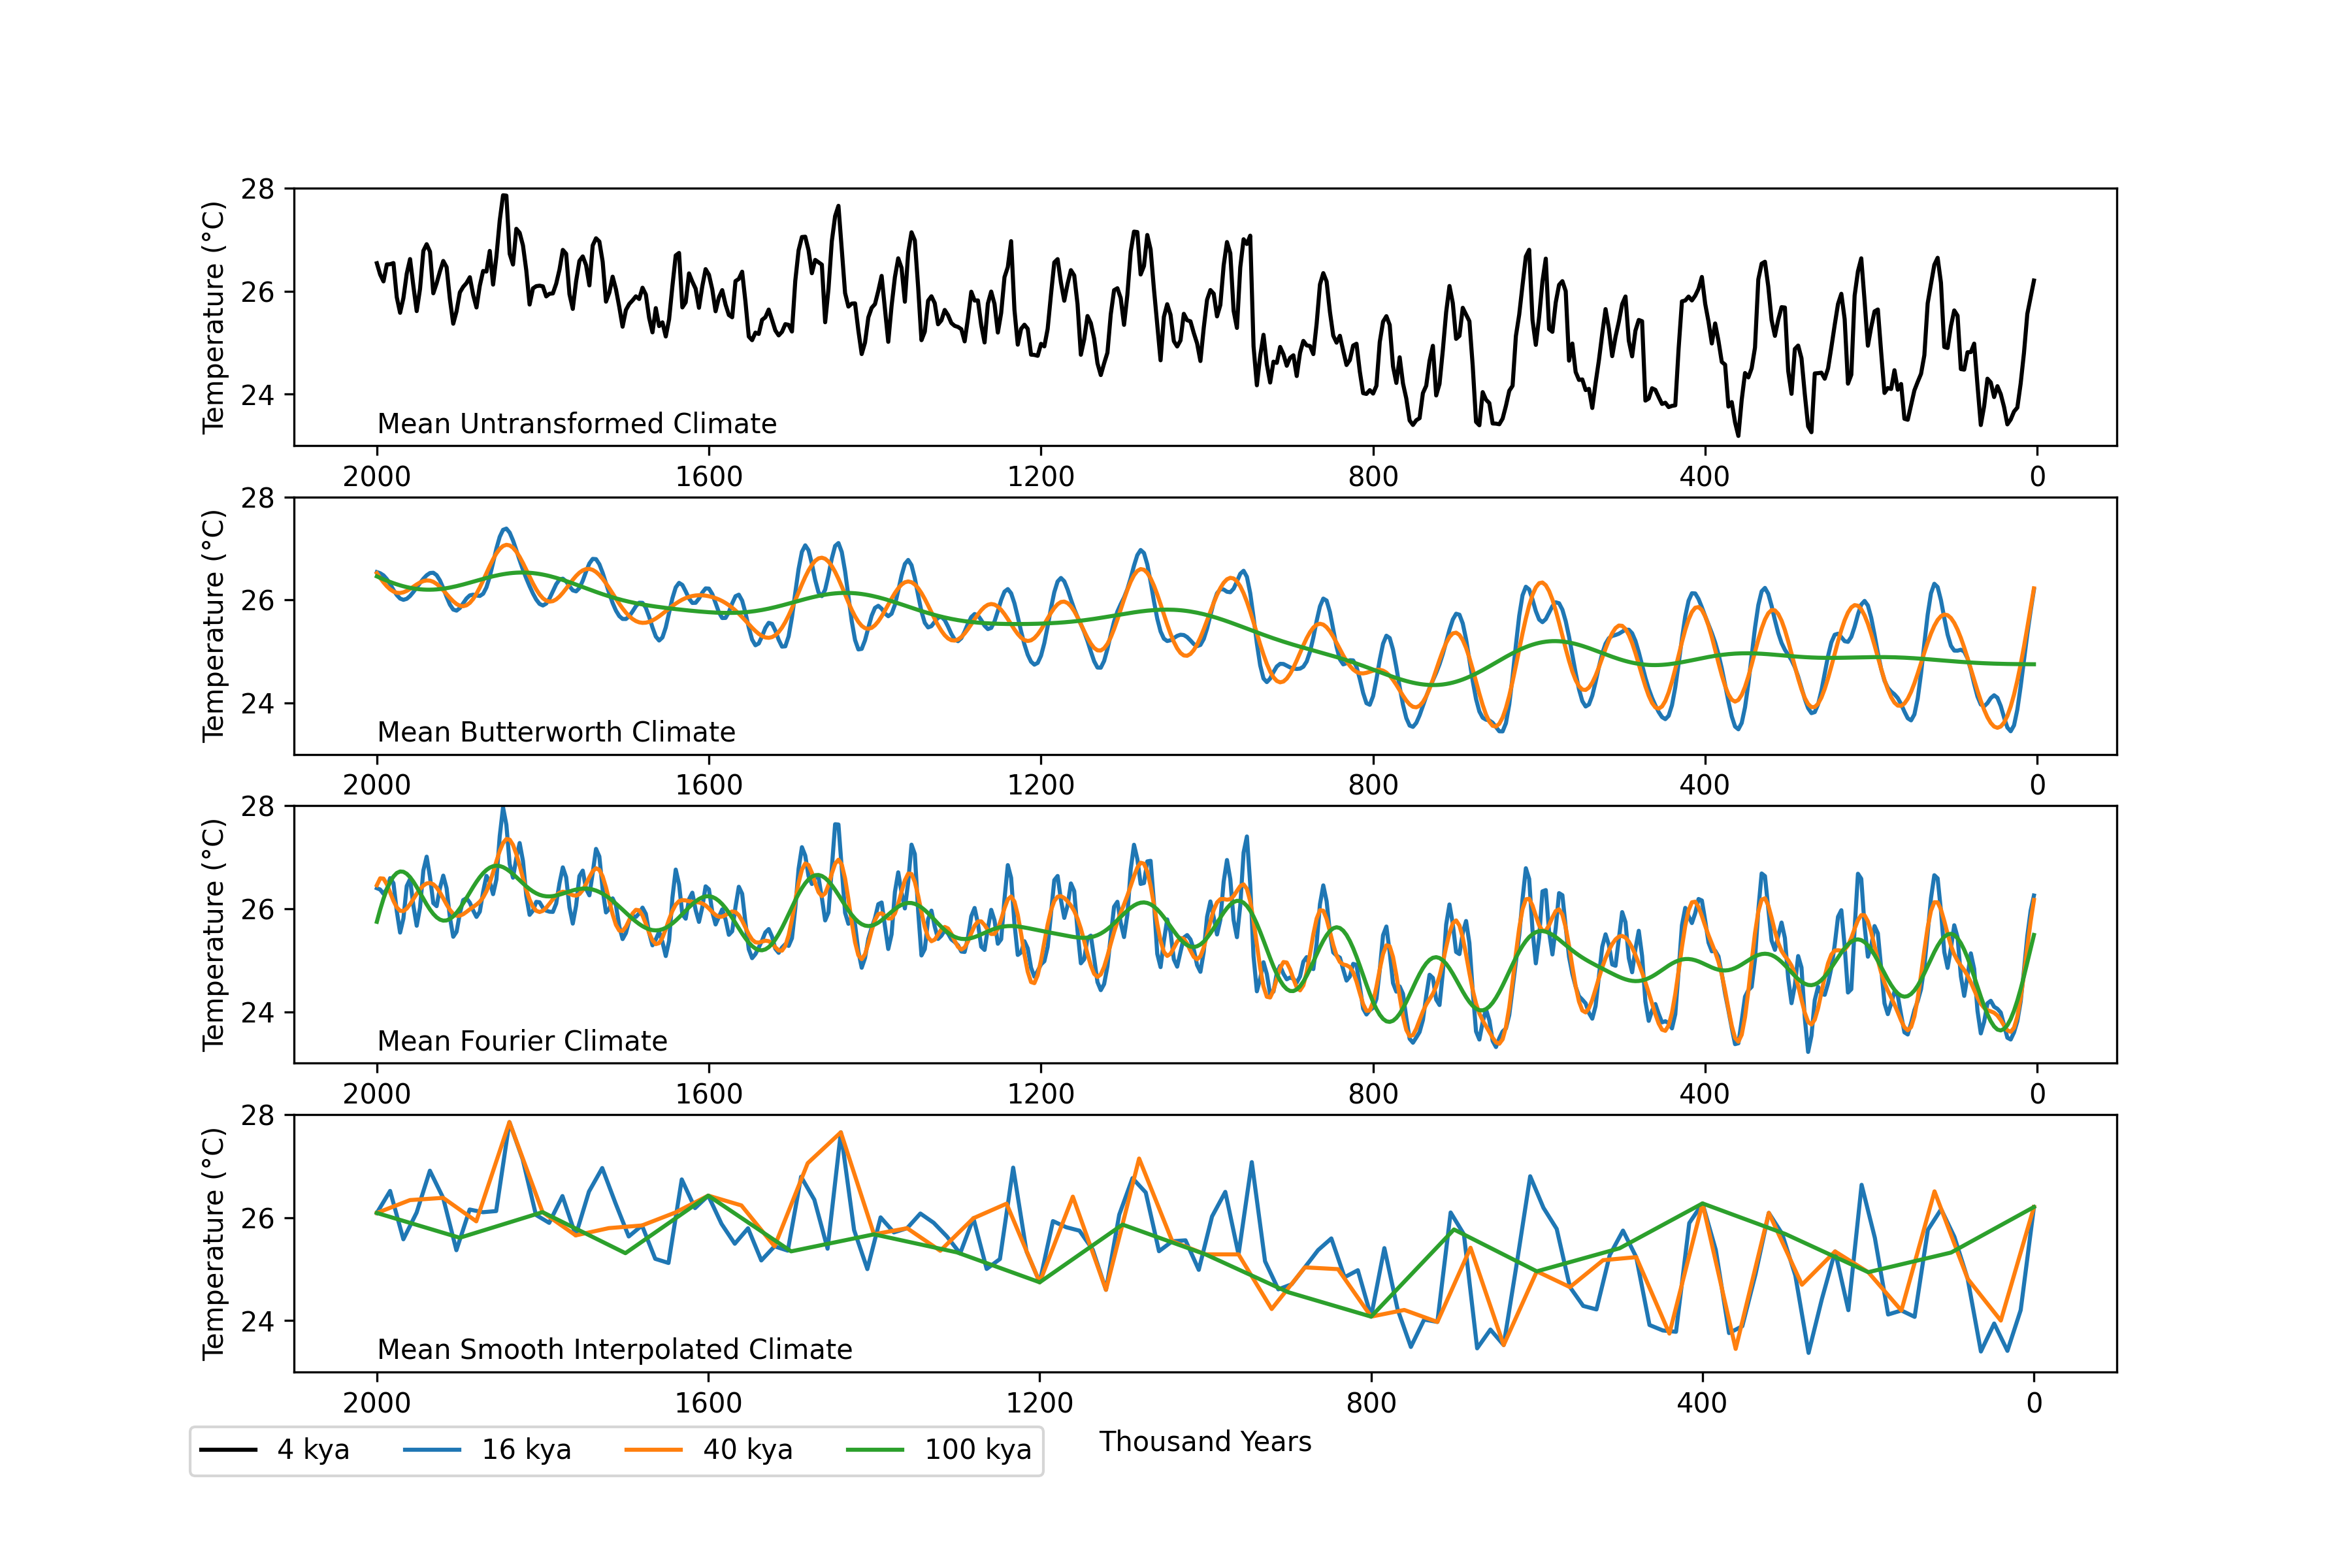 28
26
24
Temperature (°C)
Mean Untransformed Climate
2000 1600 1200 800 400 0
28
26
24
Temperature (°C)
Mean Butterworth Climate
2000 1600 1200 800 400 0
28
26
24
Temperature (°C)
Mean Fourier Climate
2000 1600 1200 800 400 0
28
26
24
Temperature (°C)
Mean Smooth Interpolated Climate
2000 1600 1200 800 400 0
Thousand Years
4 kya 16 kya 40 kya 100 kya